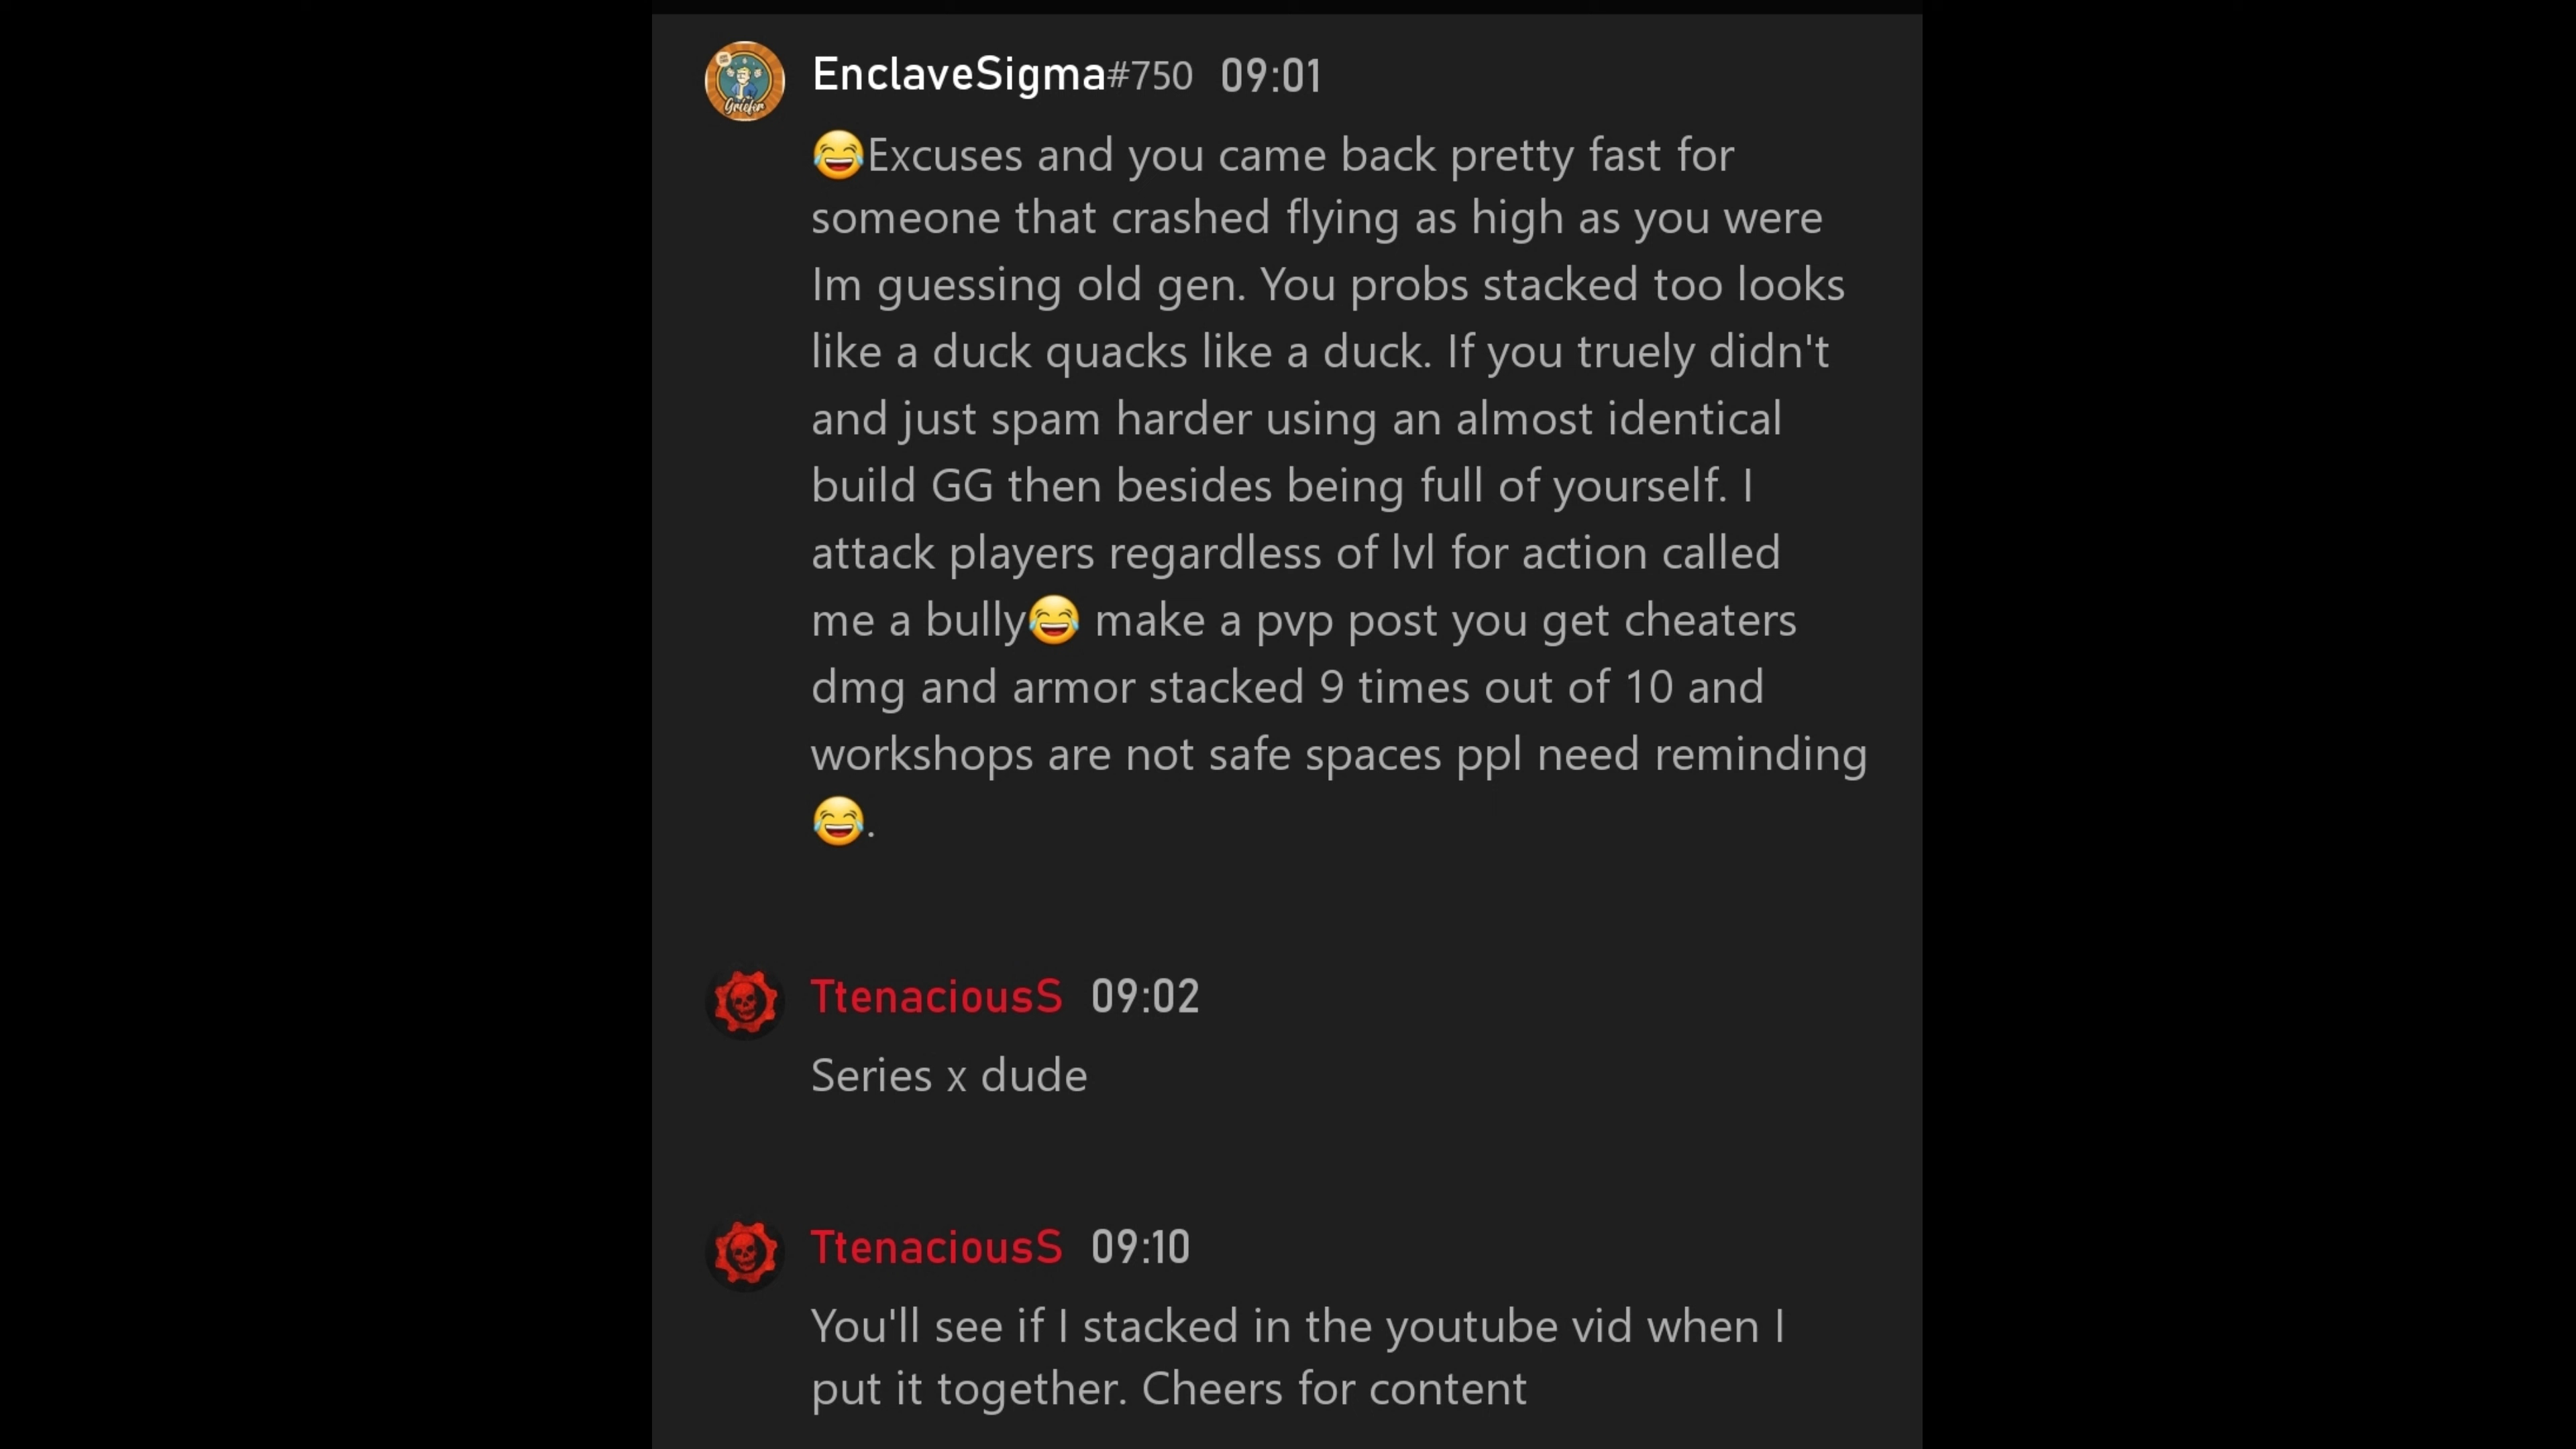 Griefer
EnclaveSigma#750 09:01
😂Excuses and you came back pretty fast for
someone that crashed flying as high as you were
Im guessing old gen. You probs stacked too looks
like a duck quacks like a duck. If you truely didn't
and just spam harder using an almost identical
build GG then besides being full of yourself. I
attack players regardless of lvl for action called
me a bully😂 make a pvp post you get cheaters
dmg and armor stacked 9 times out of 10 and
workshops are not safe spaces ppl need reminding
😂.
TtenaciousS 09:02
Series x dude
TtenaciousS 09:10
You'll see if I stacked in the youtube vid when I
put it together. Cheers for content